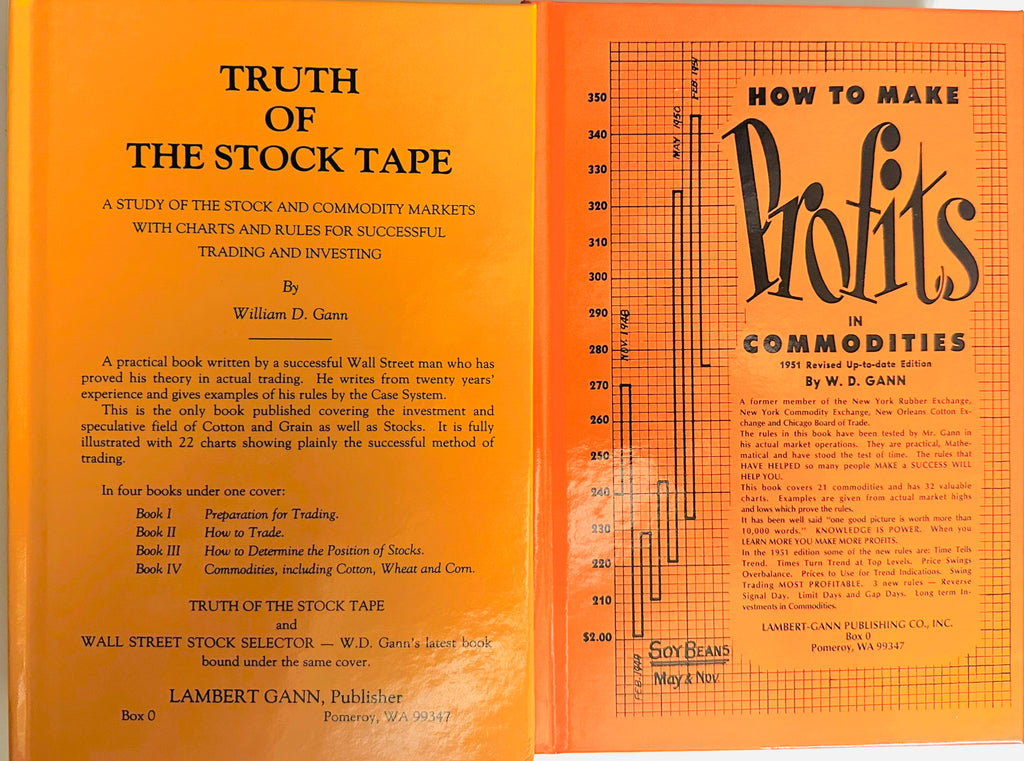 TRUTH
OF
THE STOCK TAPE
A STUDY OF THE STOCK AND COMMODITY MARKETS
WITH CHARTS AND RULES FOR SUCCESSFUL
TRADING AND INVESTING
By
William D. Gann
A practical book written by a successful Wall Street man who has
proved his theory in actual trading. He writes from twenty years'
experience and gives examples of his rules by the Case System.
This is the only book published covering the investment and
speculative field of Cotton and Grain as well as Stocks. It is fully
illustrated with 22 charts showing plainly the successful method of
trading.
In four books under one cover:
Book I Preparation for Trading.
Book II How to Trade.
Book III How to Determine the Position of Stocks.
Book IV Commodities, including Cotton, Wheat and Corn.
TRUTH OF THE STOCK TAPE
and
WALL STREET STOCK SELECTOR — W.D. Gann's latest book
bound under the same cover.
LAMBERT GANN, Publisher
Box 0 Pomeroy, WA 99347
HOW TO MAKE
Profits
IN
COMMODITIES
1951 Revised Up-to-date Edition
By W. D. GANN
A former member of the New York Rubber Exchange,
New York Commodity Exchange, New Orleans Cotton Ex-
change and Chicago Board of Trade.
The rules in this book have been tested by Mr. Gann in
his actual market operations. They are practical, Mathe-
matical and have stood the test of time. The rules that
HAVE HELPED so many people MAKE A SUCCESS WILL
HELP YOU.
This book covers 21 commodities and has 32 valuable
charts. Examples are given from actual market highs
and lows which prove the rules.
It has been well said "one good picture is worth more than
10,000 words." KNOWLEDGE IS POWER. When you
LEARN MORE YOU MAKE MORE PROFITS.
In the 1951 edition some of the new rules are: Time Tells
Trend. Times Turn Trend at Top Levels. Price Swings
Overbalance. Prices to Use for Trend Indications. Swing
Trading MOST PROFITABLE. 3 new rules — Reverse
Signal Day. Limit Days and Gap Days. Long term In-
vestments in Commodities.
LAMBERT-GANN PUBLISHING CO., INC.
Box 0
Pomeroy, WA 99347
350
340
330
320
310
300
290
280
270
260
250
240
230
220
210
$2.00
NOV. 1948
FEB. 1949
MAY 1950
FEB. 1951
SOY BEANS
May & Nov.